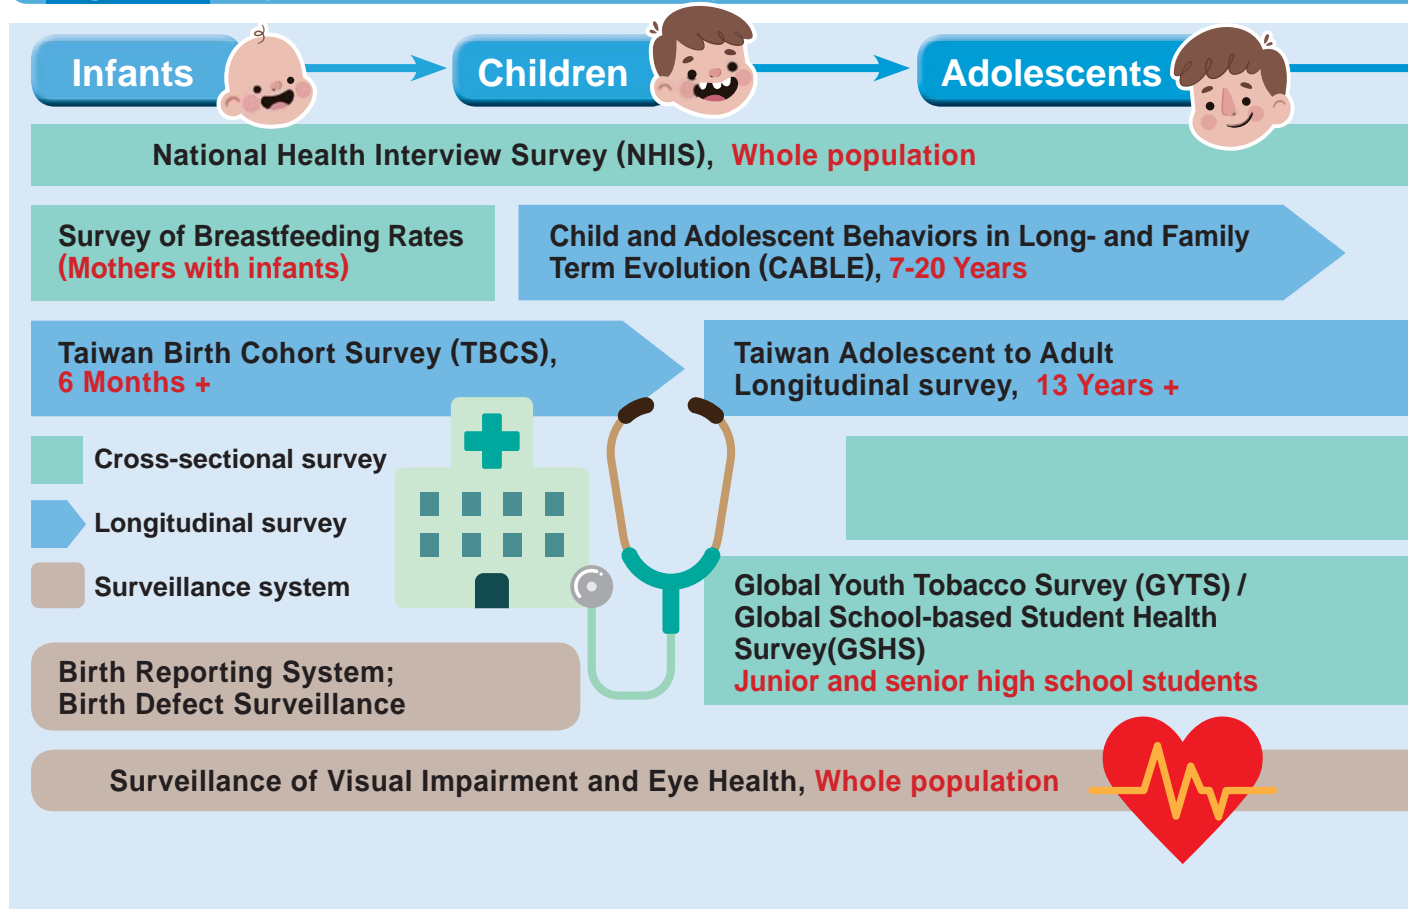 Infants
Children
Adolescents
National Health Interview Survey (NHIS), Whole population
Survey of Breastfeeding Rates
(Mothers with infants)
Child and Adolescent Behaviors in Long- and Family
Term Evolution (CABLE), 7-20 Years
Taiwan Birth Cohort Survey (TBCS),
6 Months +
Taiwan Adolescent to Adult
Longitudinal survey, 13 Years +
Cross-sectional survey
Longitudinal survey
Surveillance system
Global Youth Tobacco Survey (GYTS) /
Global School-based Student Health
Survey(GSHS)
Junior and senior high school students
Birth Reporting System;
Birth Defect Surveillance
Surveillance of Visual Impairment and Eye Health, Whole population